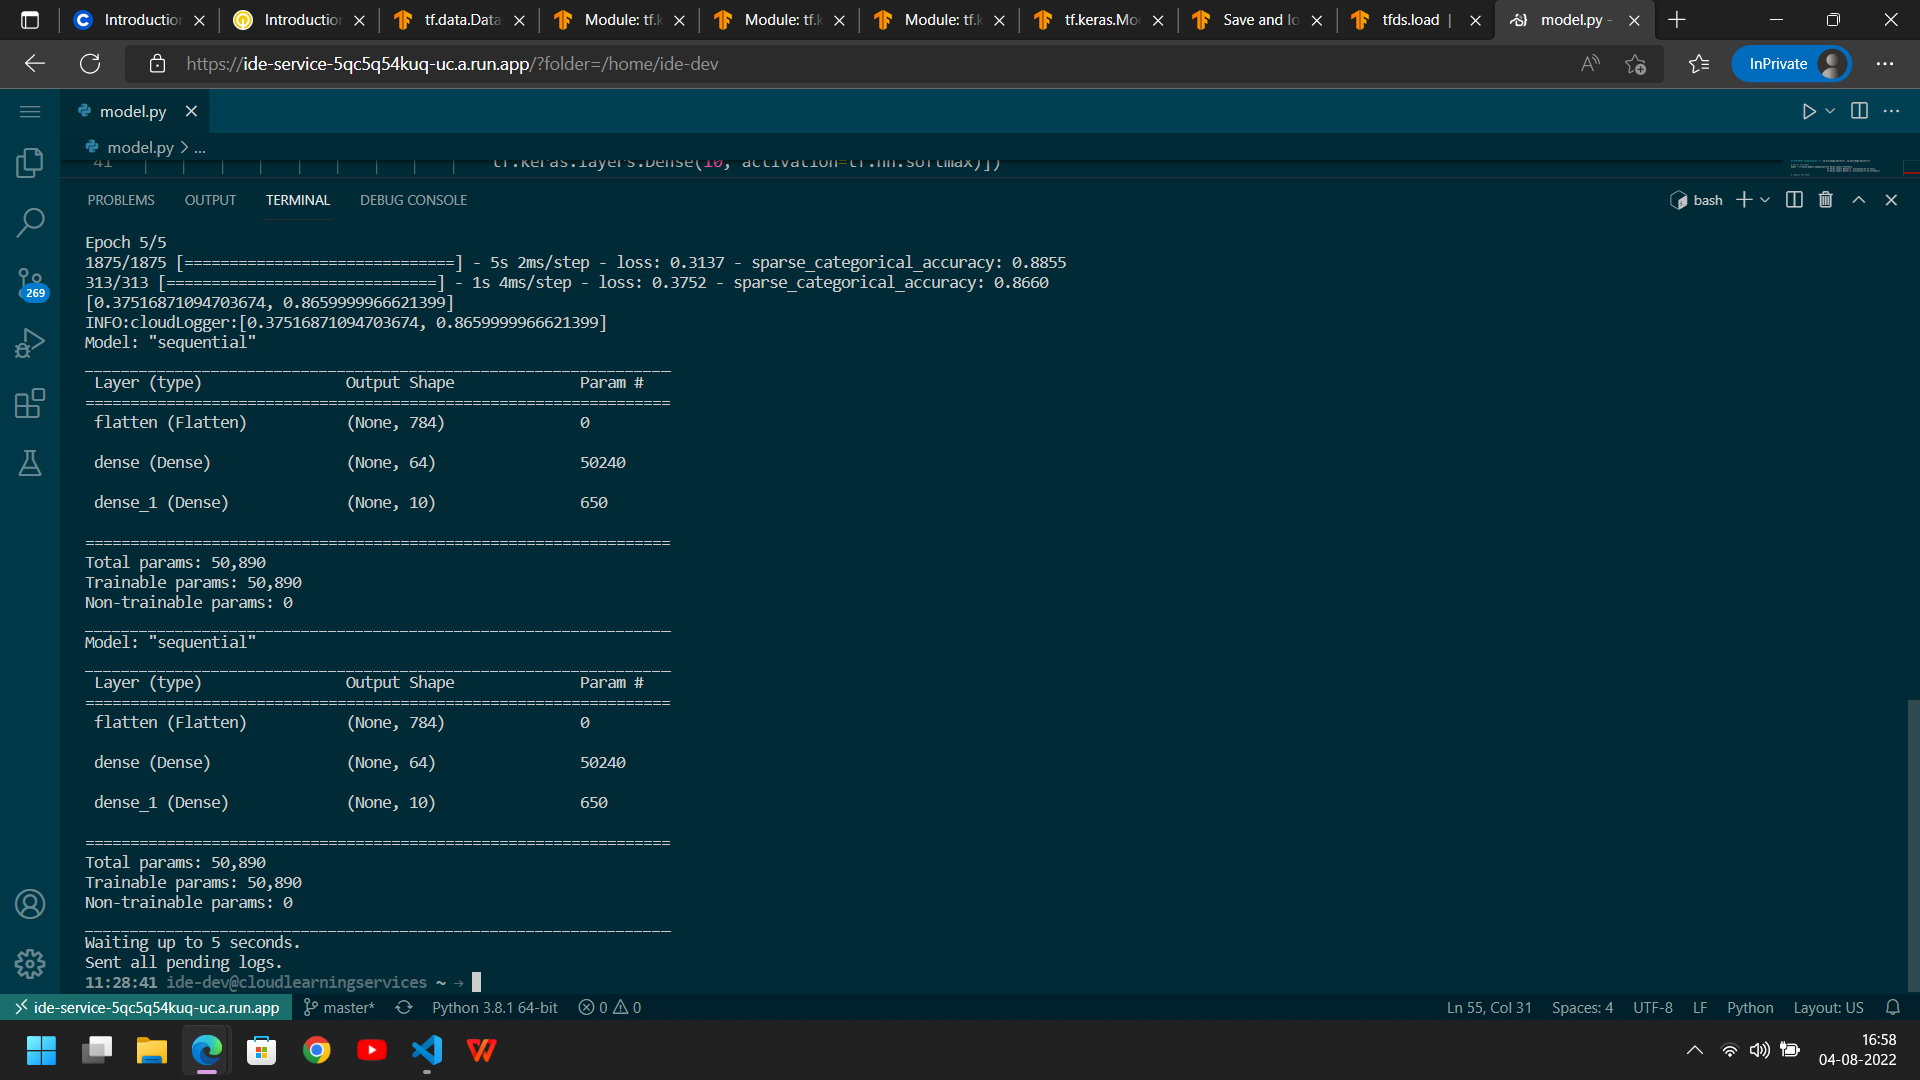 Introduction
Introduction
tf.data.Data
Module: tf.k
Module: tf.k
Module: tf.k
tf.keras.Mo
Save and lo
tfds.load |
model.py -
https://ide-service-5qc5q54kuq-uc.a.run.app/?folder=/home/ide-dev
InPrivate
model.py
model.py > ...
41 tf.keras.layers.Dense(10, activation=tf.nn.softmax)])
PROBLEMS OUTPUT TERMINAL DEBUG CONSOLE
bash
269
Epoch 5/5
1875/1875 [==============================] - 5s 2ms/step - loss: 0.3137 - sparse_categorical_accuracy: 0.8855
313/313 [==============================] - 1s 4ms/step - loss: 0.3752 - sparse_categorical_accuracy: 0.8660
[0.37516871094703674, 0.8659999966621399]
INFO:cloudLogger:[0.37516871094703674, 0.8659999966621399]
Model: "sequential"
_________________________________________________________________
Layer (type) Output Shape Param #
=================================================================
flatten (Flatten) (None, 784) 0
dense (Dense) (None, 64) 50240
dense_1 (Dense) (None, 10) 650
=================================================================
Total params: 50,890
Trainable params: 50,890
Non-trainable params: 0
_________________________________________________________________
Model: "sequential"
_________________________________________________________________
Layer (type) Output Shape Param #
=================================================================
flatten (Flatten) (None, 784) 0
dense (Dense) (None, 64) 50240
dense_1 (Dense) (None, 10) 650
=================================================================
Total params: 50,890
Trainable params: 50,890
Non-trainable params: 0
_________________________________________________________________
Waiting up to 5 seconds.
Sent all pending logs.
11:28:41 ide-dev@cloudlearningservices ~ →
ide-service-5qc5q54kuq-uc.a.run.app master* Python 3.8.1 64-bit 0 0 Ln 55, Col 31 Spaces: 4 UTF-8 LF Python Layout: US
16:58
04-08-2022